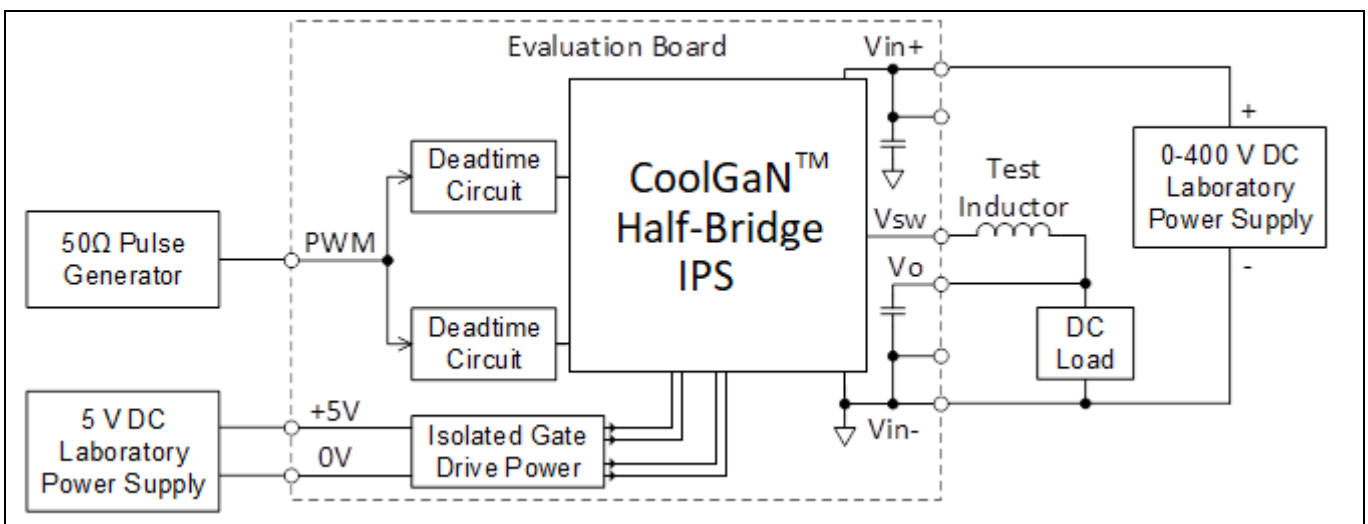 Evaluation Board
Vin+
Deadtime
Circuit
CoolGaN™
Half-Bridge
IPS
+
0-400 V DC
Laboratory
Power Supply
-
Test
Inductor
Vsw
50Ω Pulse
Generator
PWM
Vo
Deadtime
Circuit
DC
Load
5 V DC
Laboratory
Power Supply
+5V
0V
Isolated Gate
Drive Power
Vin-